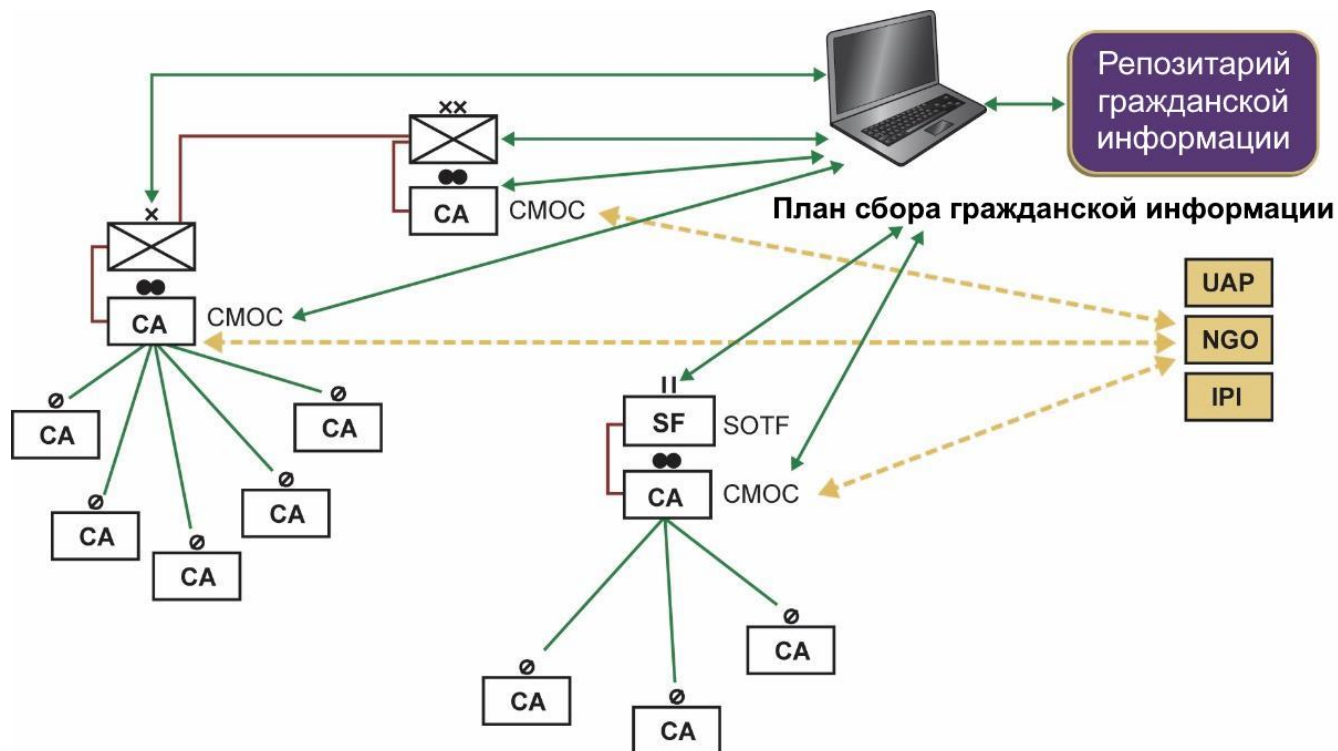 Репозитарий
гражданской
информации
××
CA
CMOC
План сбора гражданской информации
×
CA
CMOC
UAP
NGO
IPI
CA
CA
CA
CA
CA
II
SF
SOTF
CA
CMOC
CA
CA
CA